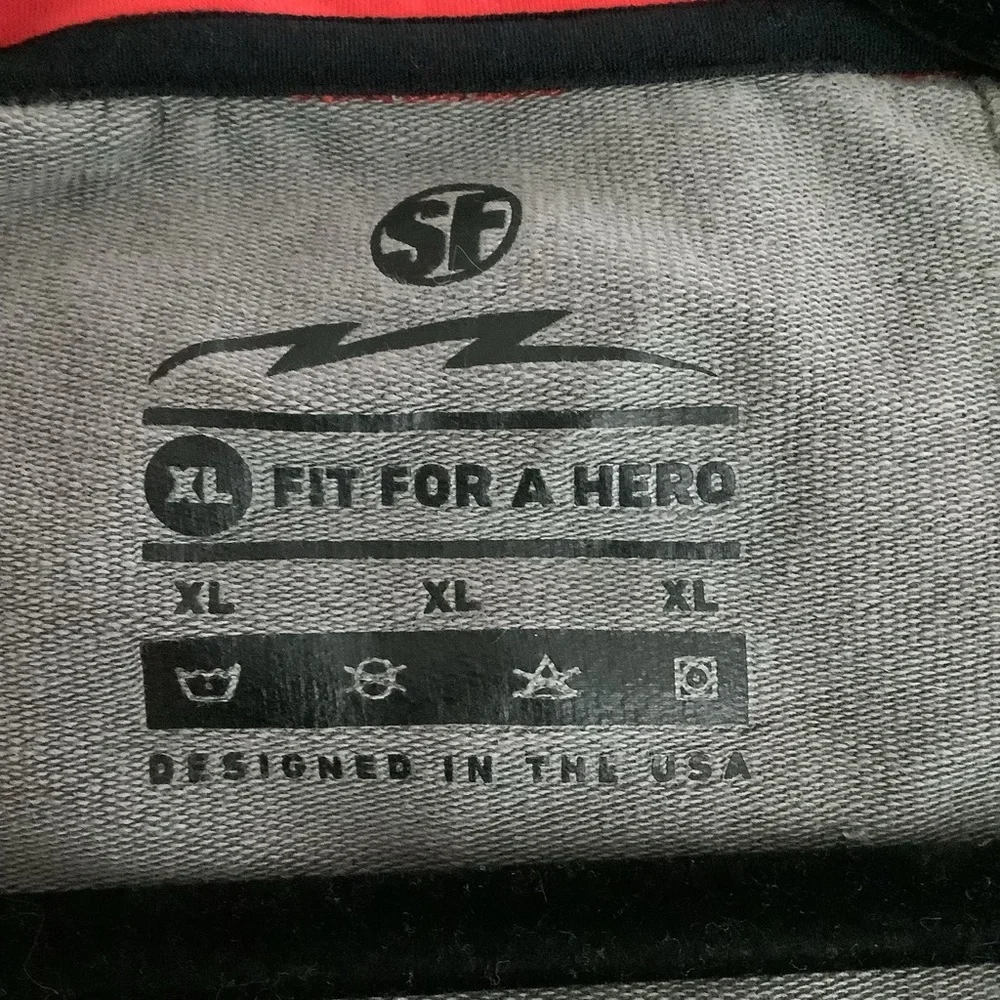 SF
XL FIT FOR A HERO
XL XL XL
DESIGNED IN THE USA